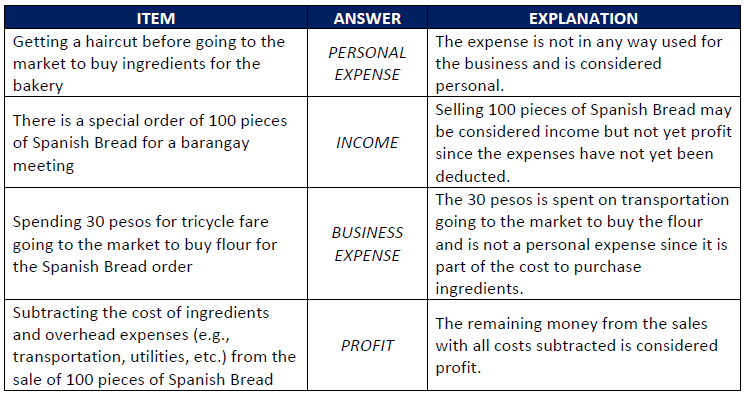 ITEM ANSWER EXPLANATION
Getting a haircut before going to the
market to buy ingredients for the
bakery
PERSONAL
EXPENSE
The expense is not in any way used for
the business and is considered
personal.
There is a special order of 100 pieces
of Spanish Bread for a barangay
meeting
INCOME
Selling 100 pieces of Spanish Bread may
be considered income but not yet profit
since the expenses have not yet been
deducted.
Spending 30 pesos for tricycle fare
going to the market to buy flour for
the Spanish Bread order
BUSINESS
EXPENSE
The 30 pesos is spent on transportation
going to the market to buy the flour
and is not a personal expense since it is
part of the cost to purchase
ingredients.
Subtracting the cost of ingredients
and overhead expenses (e.g.,
transportation, utilities, etc.) from the
sale of 100 pieces of Spanish Bread
PROFIT
The remaining money from the sales
with all costs subtracted is considered
profit.